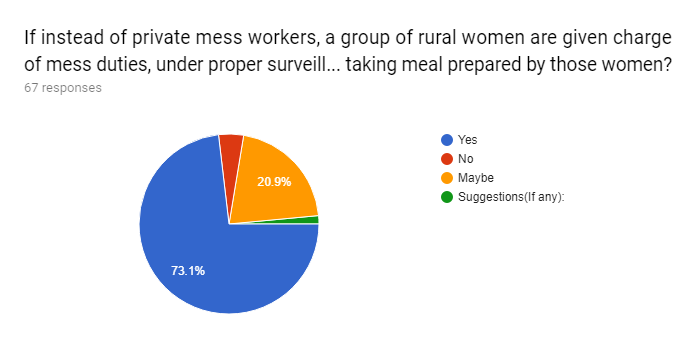 If instead of private mess workers, a group of rural women are given charge
of mess duties, under proper surveill... taking meal prepared by those women?
67 responses
Yes
No
Maybe
Suggestions(If any):
20.9%
73.1%